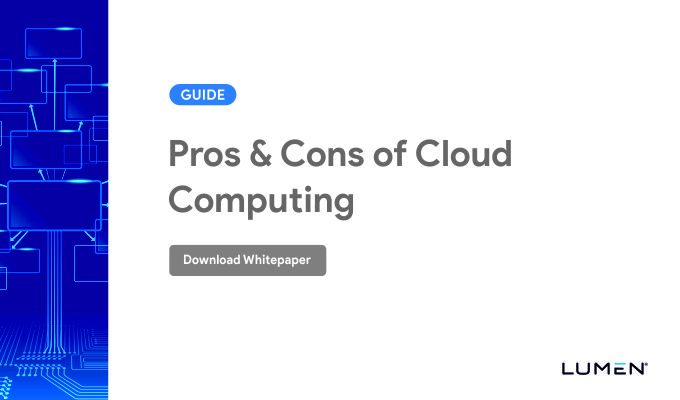 GUIDE
Pros & Cons of Cloud
Computing
Download Whitepaper
LUMEN®